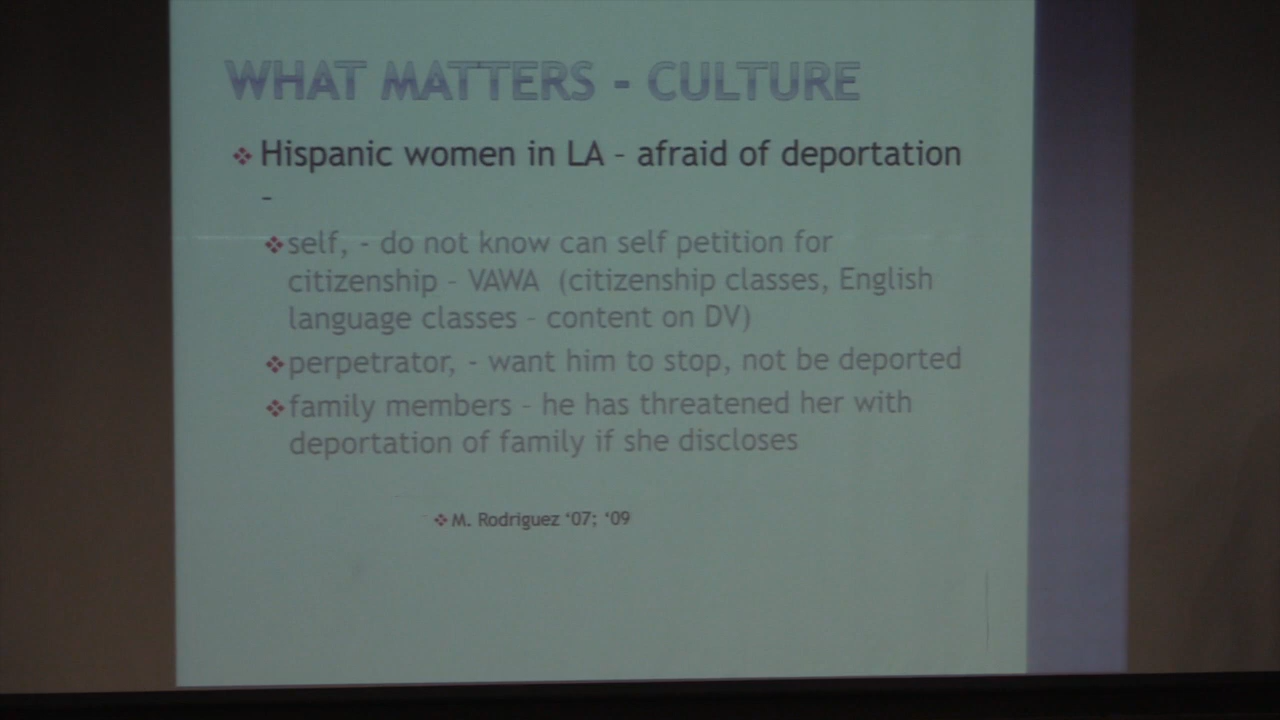 WHAT MATTERS - CULTURE
❖ Hispanic women in LA – afraid of deportation
–
❖ self, - do not know can self petition for
citizenship – VAWA (citizenship classes, English
language classes – content on DV)
❖ perpetrator, - want him to stop, not be deported
❖ family members – he has threatened her with
deportation of family if she discloses
❖ M. Rodriguez ‘07; ‘09